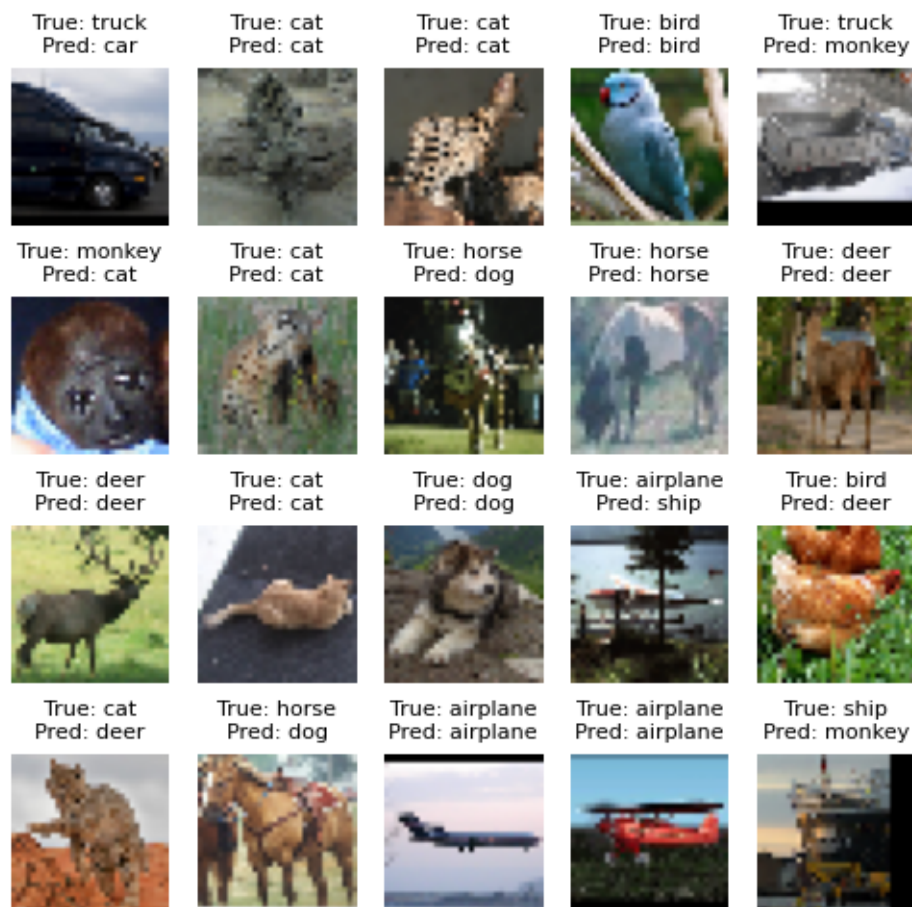 True: truck
Pred: car
True: cat
Pred: cat
True: cat
Pred: cat
True: bird
Pred: bird
True: truck
Pred: monkey
True: monkey
Pred: cat
True: cat
Pred: cat
True: horse
Pred: dog
True: horse
Pred: horse
True: deer
Pred: deer
True: deer
Pred: deer
True: cat
Pred: cat
True: dog
Pred: dog
True: airplane
Pred: ship
True: bird
Pred: deer
True: cat
Pred: deer
True: horse
Pred: dog
True: airplane
Pred: airplane
True: airplane
Pred: airplane
True: ship
Pred: monkey